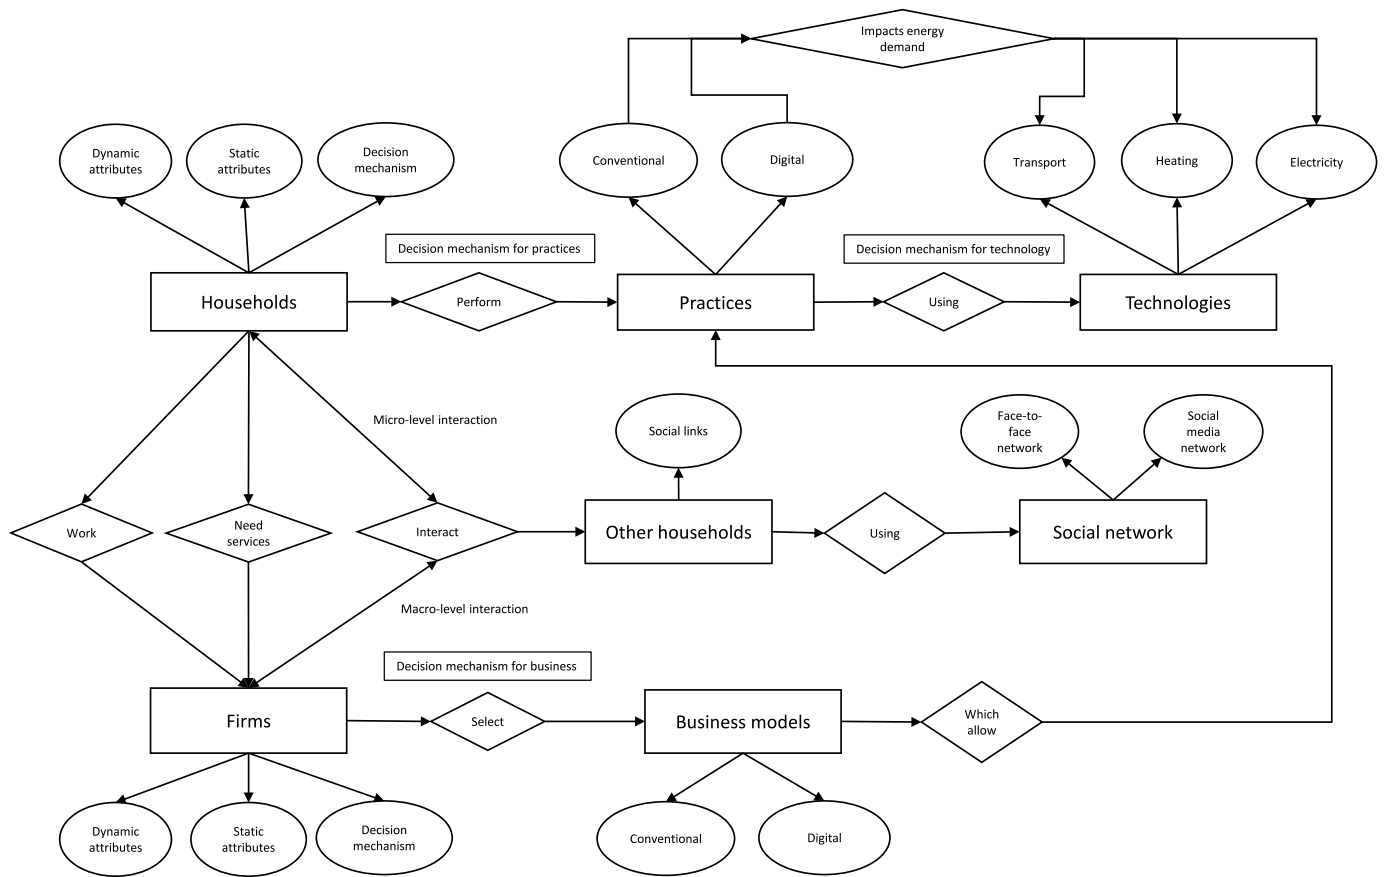 Impacts energy
demand
Dynamic
attributes
Static
attributes
Decision
mechanism
Conventional
Digital
Transport
Heating
Electricity
Decision mechanism for practices
Decision mechanism for technology
Households
Perform
Practices
Using
Technologies
Micro-level interaction
Social links
Face-to-
face
network
Social
media
network
Work
Need
services
Interact
Other households
Using
Social network
Macro-level interaction
Decision mechanism for business
Firms
Select
Business models
Which
allow
Dynamic
attributes
Static
attributes
Decision
mechanism
Conventional
Digital